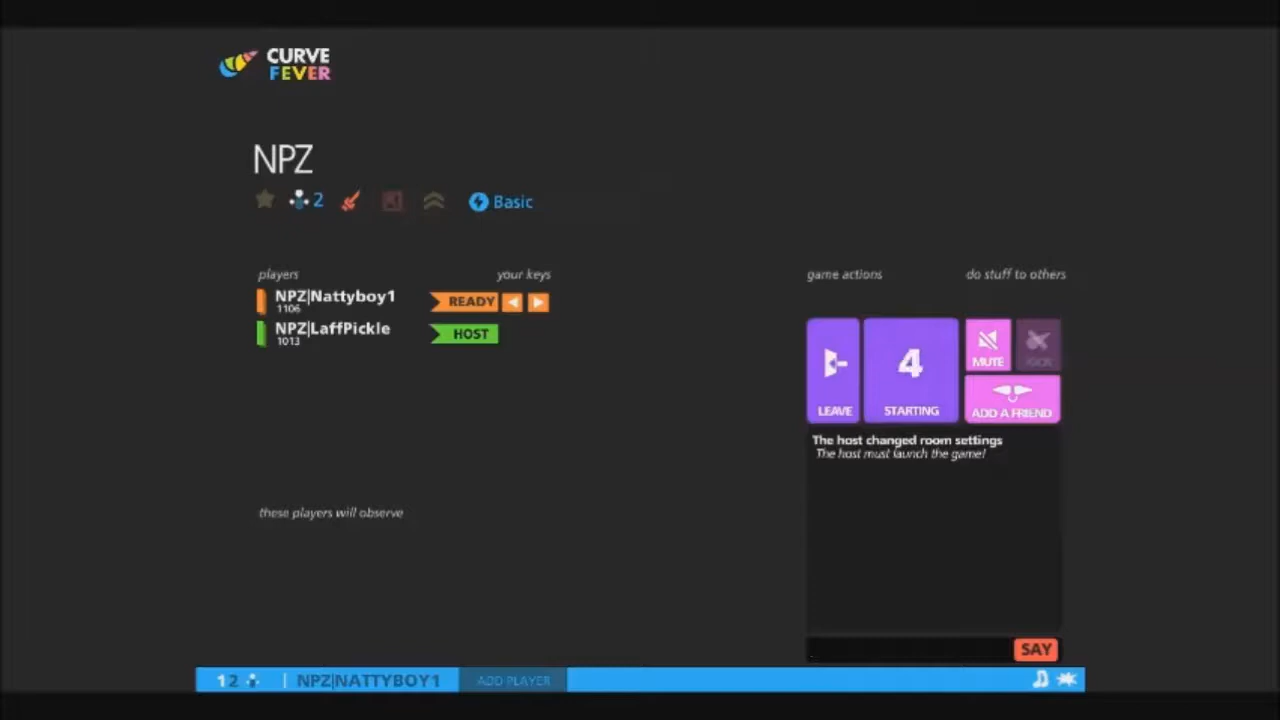 CURVE
FEVER
NPZ
2
Basic
players
your keys
game actions
do stuff to others
NPZ|Nattyboy1
1106
READY
NPZ|LaffPickle
1013
HOST
LEAVE
4
STARTING
MUTE
KICK
ADD A FRIEND
The host changed room settings
The host must launch the game!
these players will observe
SAY
12
| NPZ|NATTYBOY1
ADD PLAYER